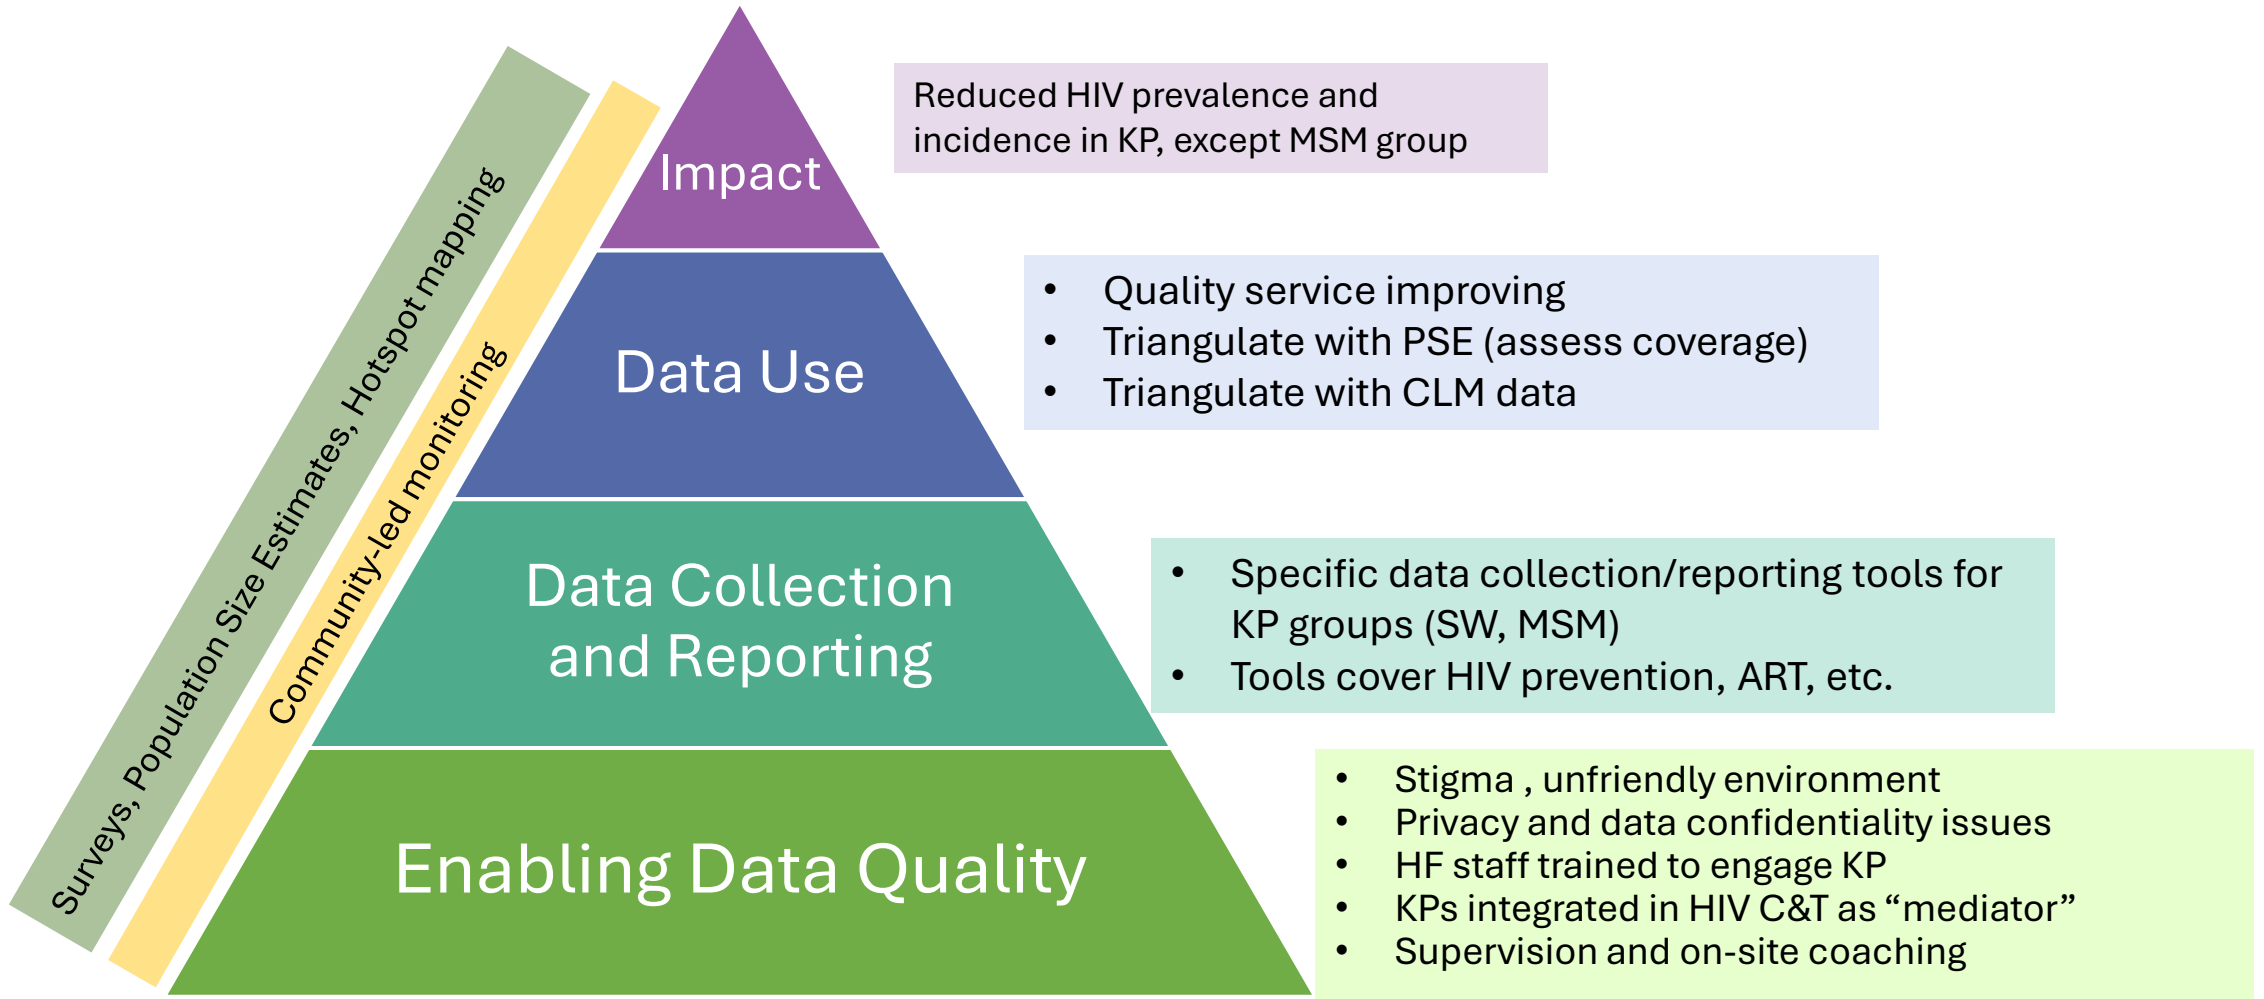 Surveys, Population Size Estimates, Hotspot mapping
Community-led monitoring
Impact
Reduced HIV prevalence and
incidence in KP, except MSM group
Data Use
• Quality service improving
• Triangulate with PSE (assess coverage)
• Triangulate with CLM data
Data Collection
and Reporting
• Specific data collection/reporting tools for
KP groups (SW, MSM)
• Tools cover HIV prevention, ART, etc.
Enabling Data Quality
• Stigma , unfriendly environment
• Privacy and data confidentiality issues
• HF staff trained to engage KP
• KPs integrated in HIV C&T as “mediator”
• Supervision and on-site coaching